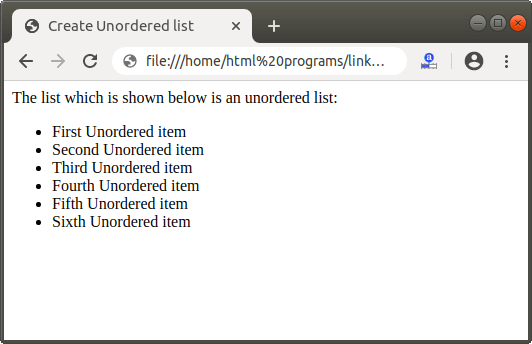 Create Unordered list
file:///home/html%20programs/link...
The list which is shown below is an unordered list:
First Unordered item
Second Unordered item
Third Unordered item
Fourth Unordered item
Fifth Unordered item
Sixth Unordered item